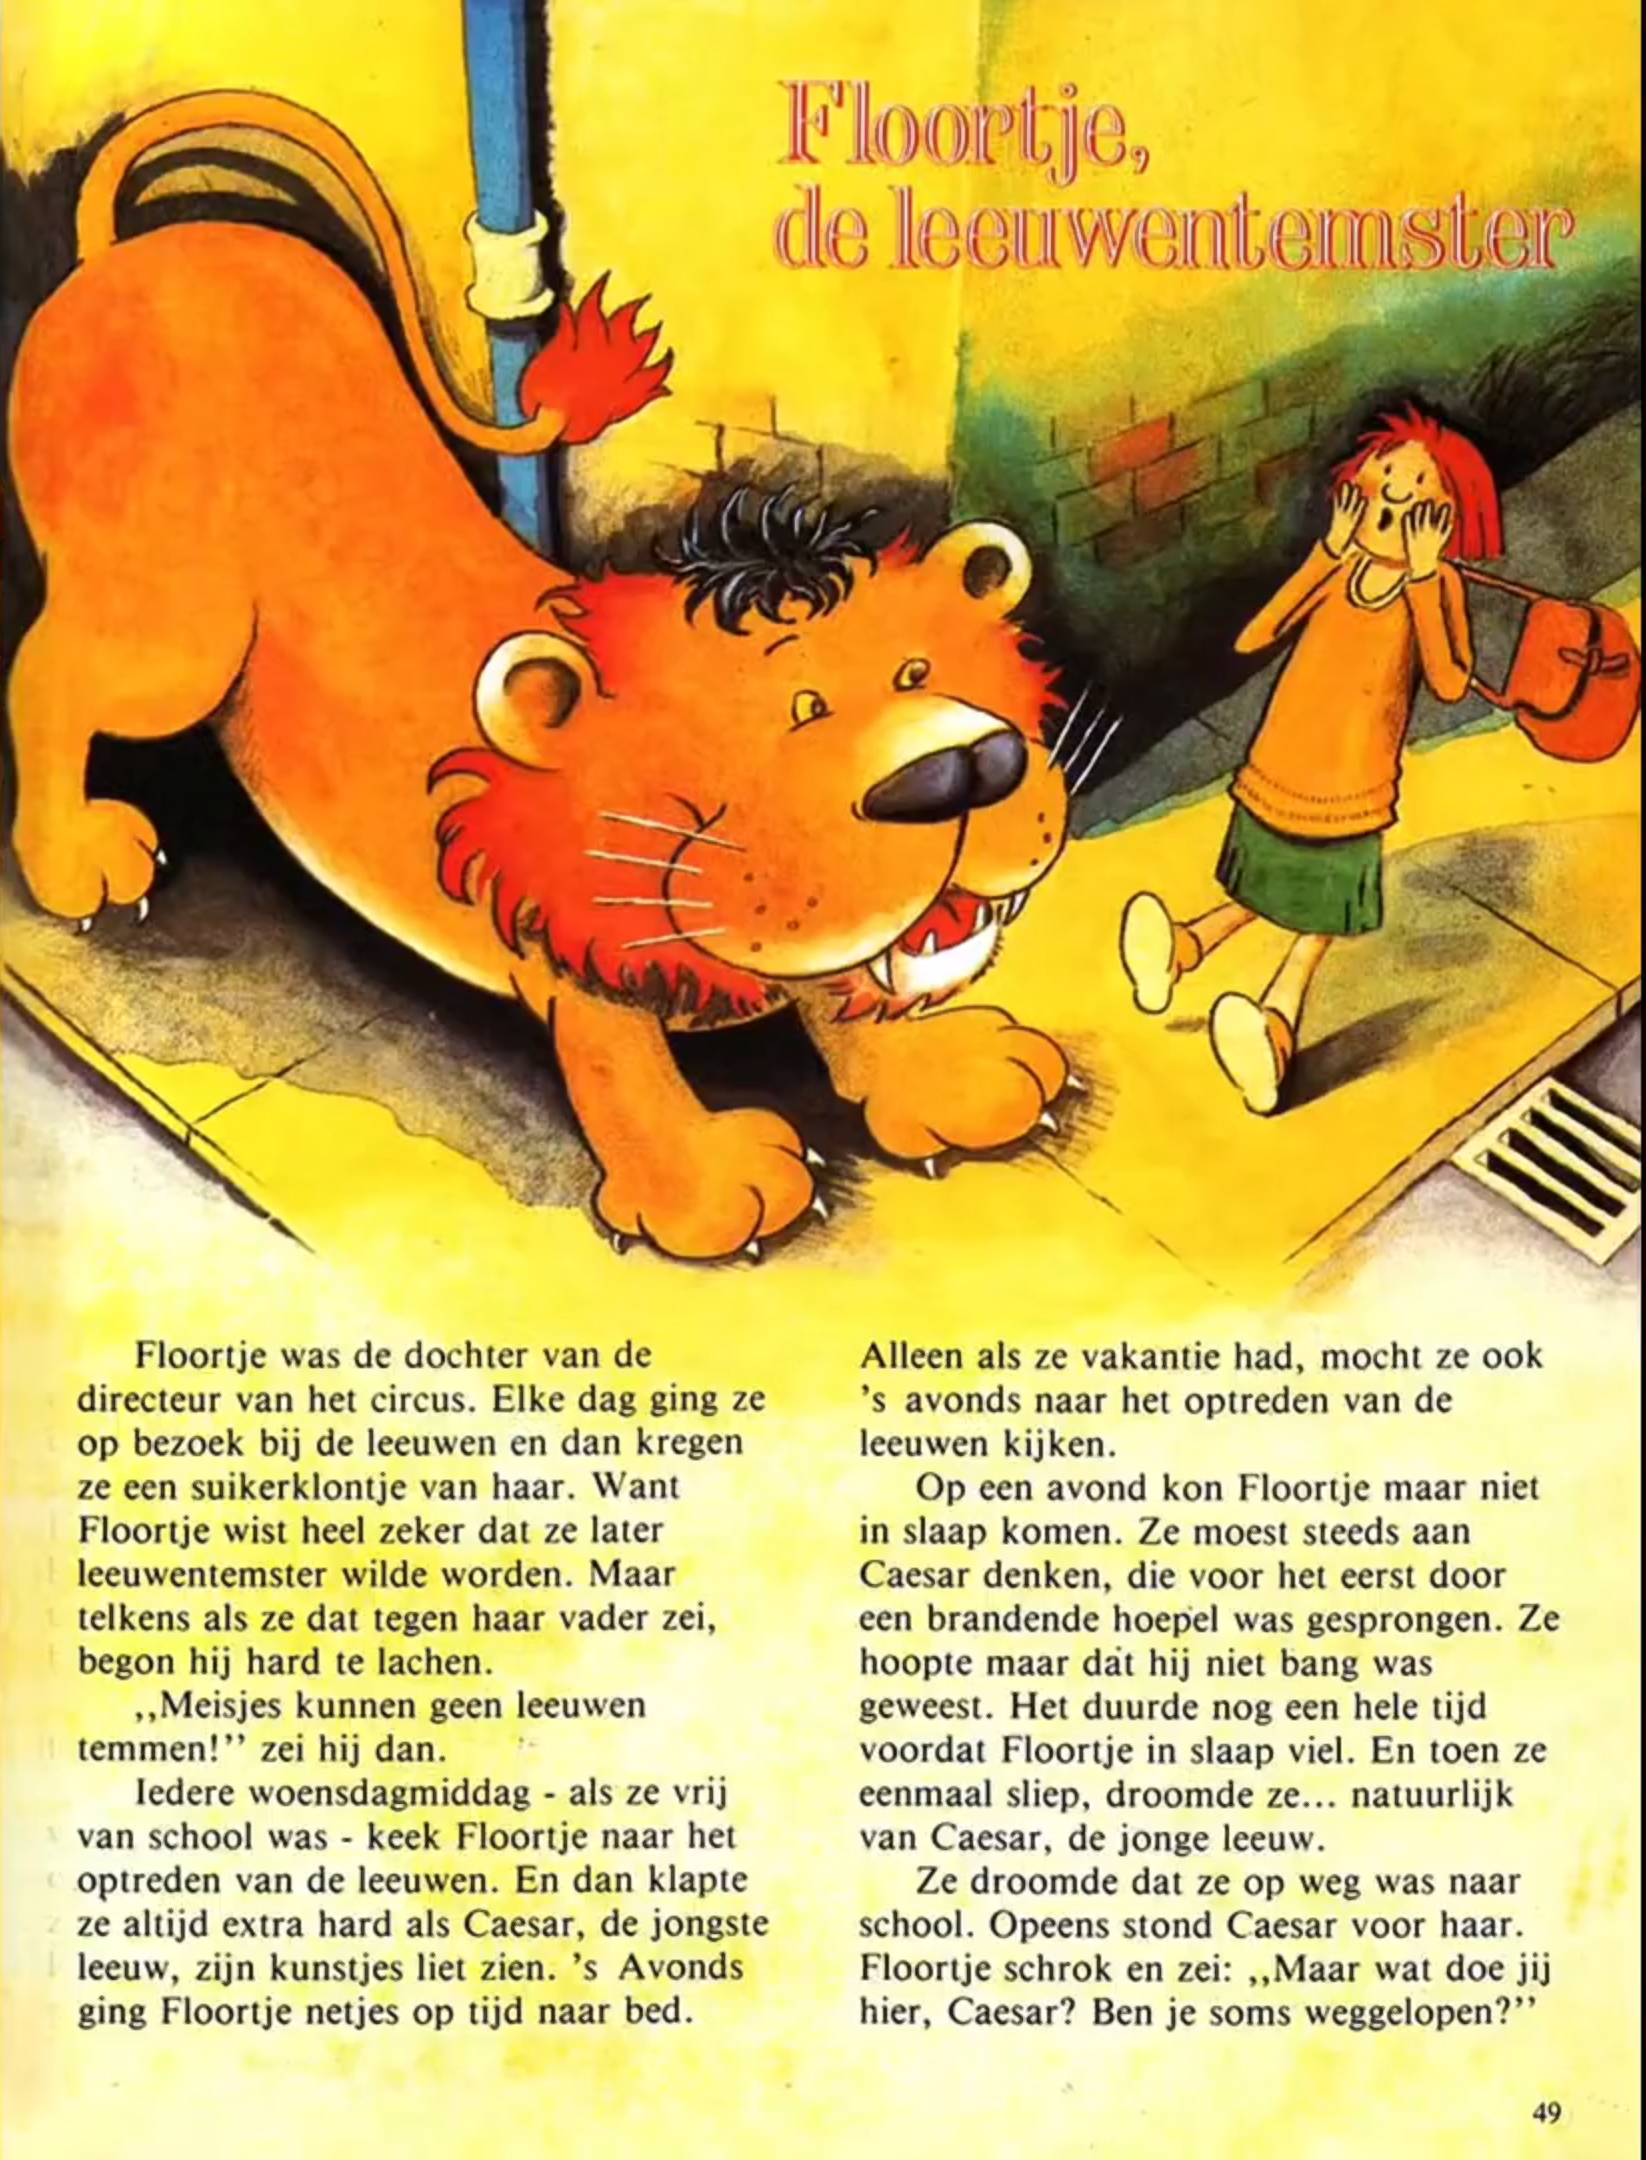 Floortje,
de leeuwentemster
Floortje was de dochter van de
directeur van het circus. Elke dag ging ze
op bezoek bij de leeuwen en dan kregen
ze een suikerklontje van haar. Want
Floortje wist heel zeker dat ze later
leeuwentemster wilde worden. Maar
telkens als ze dat tegen haar vader zei,
begon hij hard te lachen.
,,Meisjes kunnen geen leeuwen
temmen!'' zei hij dan.
Iedere woensdagmiddag - als ze vrij
van school was - keek Floortje naar het
optreden van de leeuwen. En dan klapte
ze altijd extra hard als Caesar, de jongste
leeuw, zijn kunstjes liet zien. 's Avonds
ging Floortje netjes op tijd naar bed.
Alleen als ze vakantie had, mocht ze ook
's avonds naar het optreden van de
leeuwen kijken.
Op een avond kon Floortje maar niet
in slaap komen. Ze moest steeds aan
Caesar denken, die voor het eerst door
een brandende hoepel was gesprongen. Ze
hoopte maar dat hij niet bang was
geweest. Het duurde nog een hele tijd
voordat Floortje in slaap viel. En toen ze
eenmaal sliep, droomde ze... natuurlijk
van Caesar, de jonge leeuw.
Ze droomde dat ze op weg was naar
school. Opeens stond Caesar voor haar.
Floortje schrok en zei: ,,Maar wat doe jij
hier, Caesar? Ben je soms weggelopen?''
49